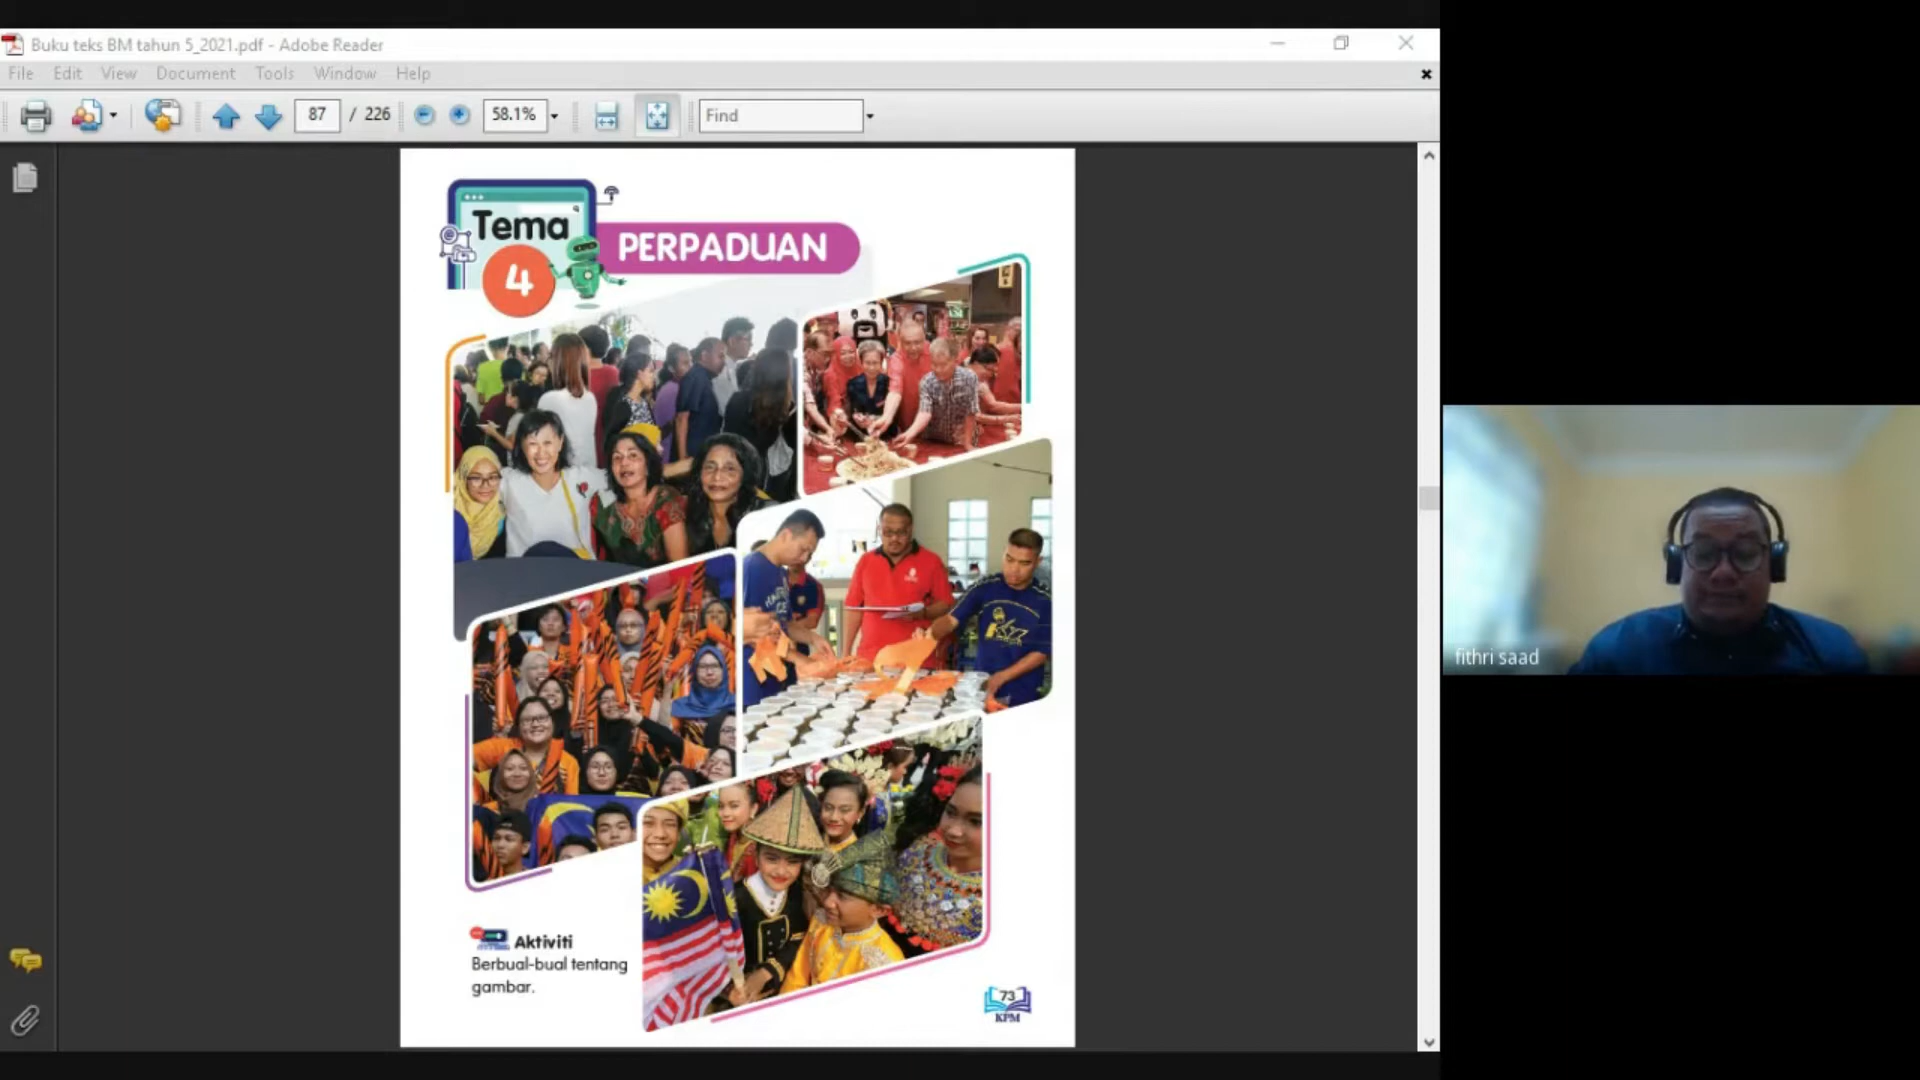 Buku teks BM tahun 5_2021.pdf - Adobe Reader
File Edit View Document Tools Window Help
87 / 226 58.1% Find
Tema
4
PERPADUAN
Aktiviti
Berbual-bual tentang
gambar.
73
KPM
fithri saad